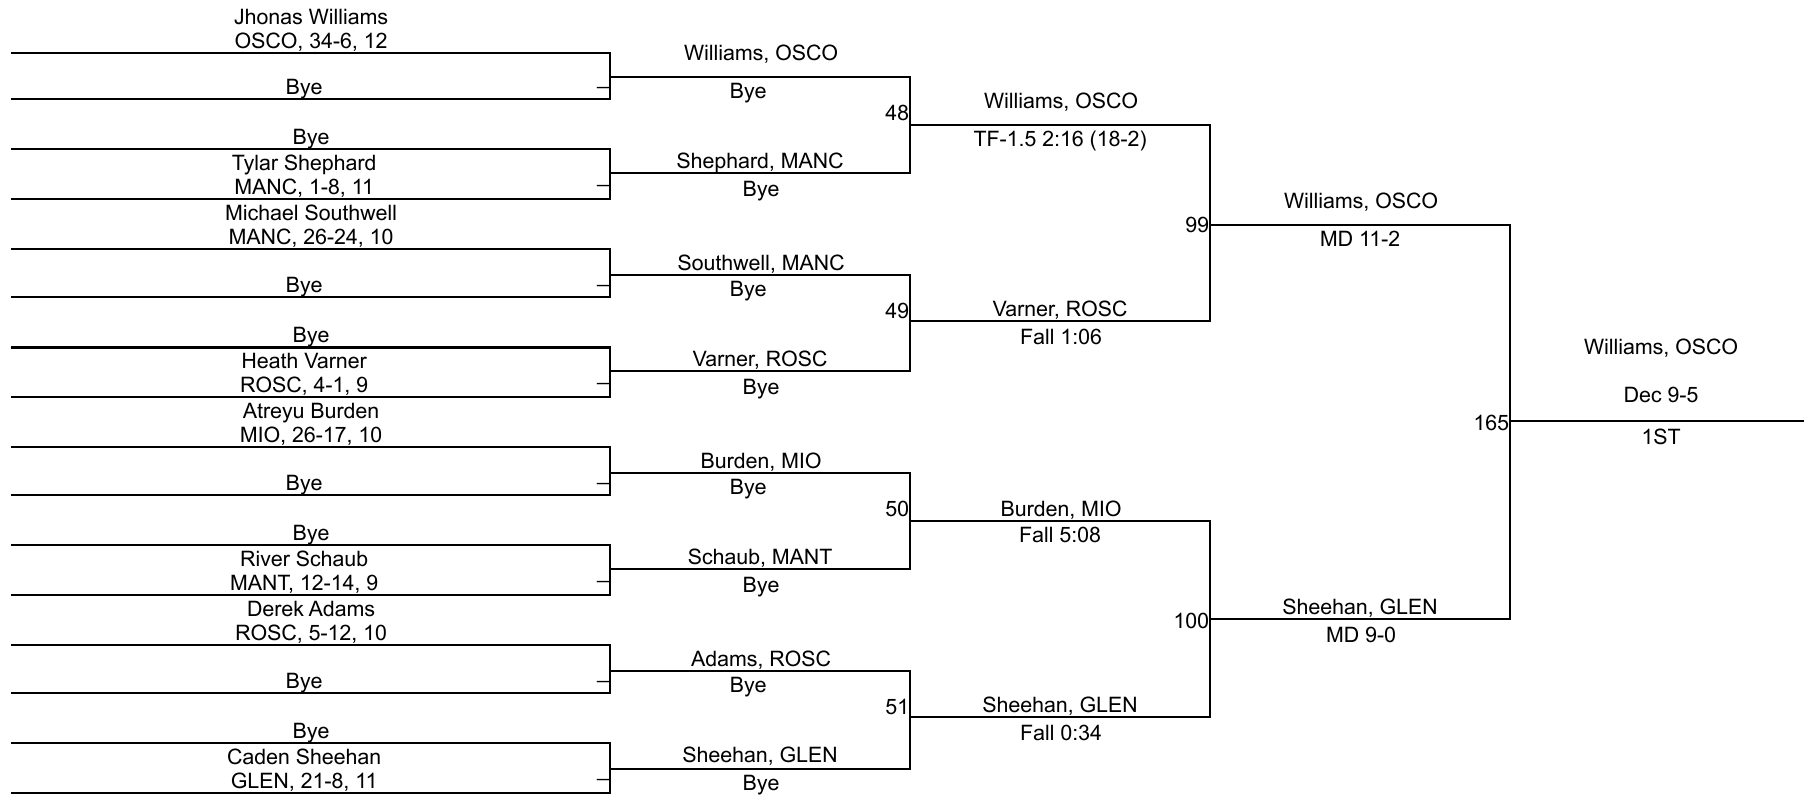 Jhonas Williams
OSCO, 34-6, 12
Bye
Bye
Tylar Shephard
MANC, 1-8, 11
Michael Southwell
MANC, 26-24, 10
Bye
Bye
Heath Varner
ROSC, 4-1, 9
Atreyu Burden
MIO, 26-17, 10
Bye
Bye
River Schaub
MANT, 12-14, 9
Derek Adams
ROSC, 5-12, 10
Bye
Bye
Caden Sheehan
GLEN, 21-8, 11
Williams, OSCO
Bye
48
Shephard, MANC
Bye
Southwell, MANC
Bye
49
Varner, ROSC
Bye
Burden, MIO
Bye
50
Schaub, MANT
Bye
Adams, ROSC
Bye
51
Sheehan, GLEN
Bye
Williams, OSCO
TF-1.5 2:16 (18-2)
99
Varner, ROSC
Fall 1:06
Burden, MIO
Fall 5:08
100
Sheehan, GLEN
Fall 0:34
Williams, OSCO
MD 11-2
165
Sheehan, GLEN
MD 9-0
Williams, OSCO
Dec 9-5
1ST